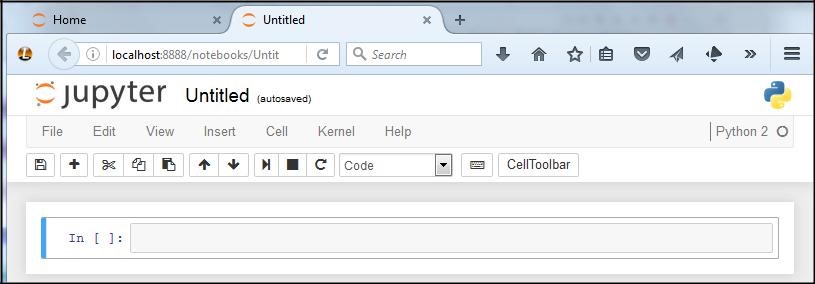 Home
Untitled
localhost:8888/notebooks/Untit
Search
jupyter Untitled (autosaved)
File Edit View Insert Cell Kernel Help Python 2
Code CellToolbar
In [ ]: